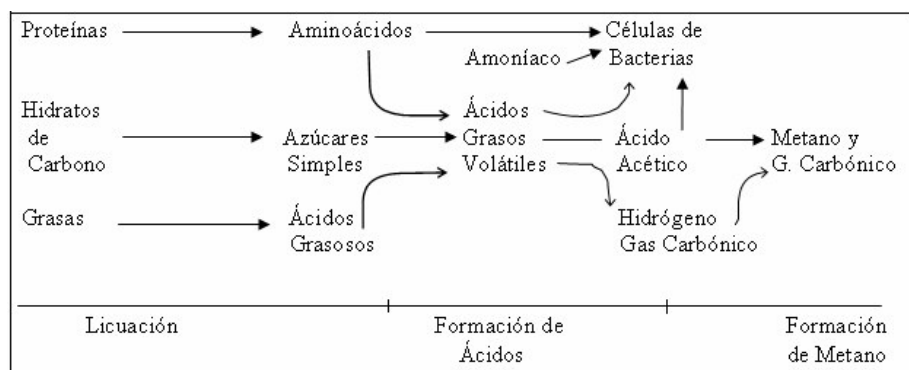 Proteínas
Aminoácidos
Células de
Bacterias
Amoníaco
Hidratos
de
Carbono
Azúcares
Simples
Ácidos
Grasos
Volátiles
Ácido
Acético
Metano y
G. Carbónico
Grasas
Ácidos
Grasosos
Hidrógeno
Gas Carbónico
Licuación
Formación de
Ácidos
Formación
de Metano